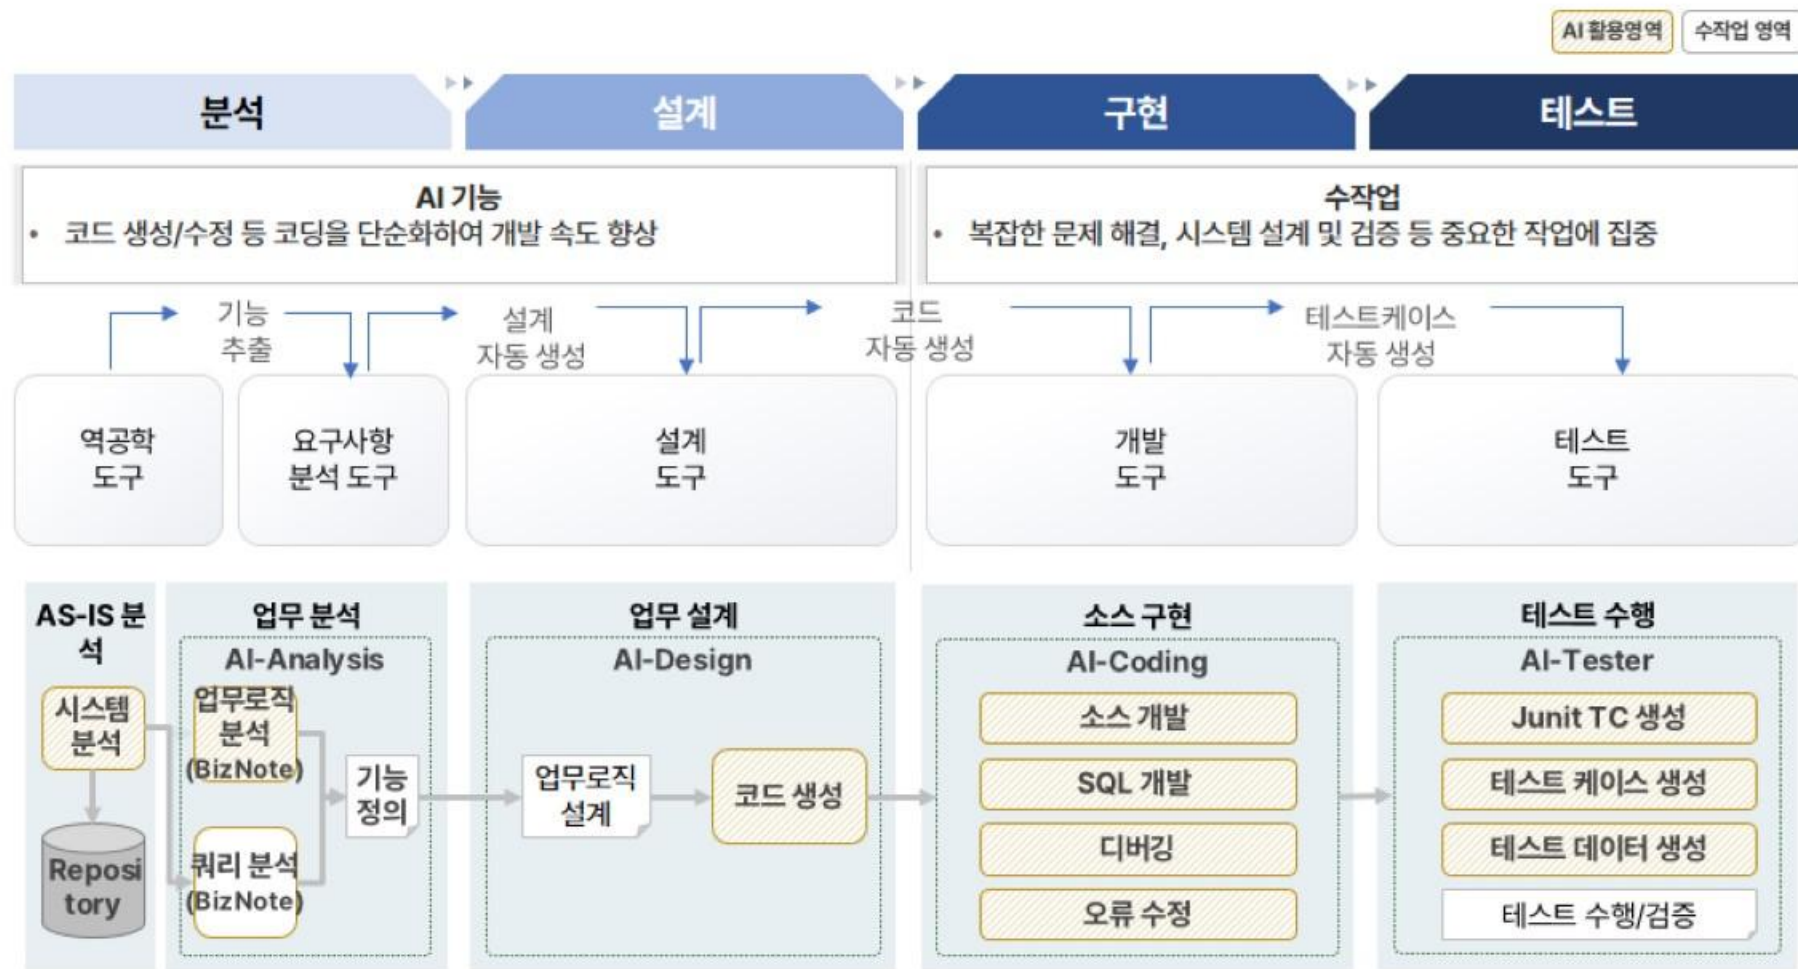 AI 활용영역
수작업 영역
분석
설계
구현
테스트
AI 기능
• 코드 생성/수정 등 코딩을 단순화하여 개발 속도 향상
수작업
• 복잡한 문제 해결, 시스템 설계 및 검증 등 중요한 작업에 집중
기능
추출
설계
자동 생성
코드
자동 생성
테스트케이스
자동 생성
역공학
도구
요구사항
분석 도구
설계
도구
개발
도구
테스트
도구
AS-IS 분
석
시스템
분석
Reposi
tory
업무 분석
AI-Analysis
업무로직
분석
(BizNote)
쿼리 분석
(BizNote)
기능
정의
업무 설계
AI-Design
업무로직
설계
코드 생성
소스 구현
AI-Coding
소스 개발
SQL 개발
디버깅
오류 수정
테스트 수행
AI-Tester
Junit TC 생성
테스트 케이스 생성
테스트 데이터 생성
테스트 수행/검증